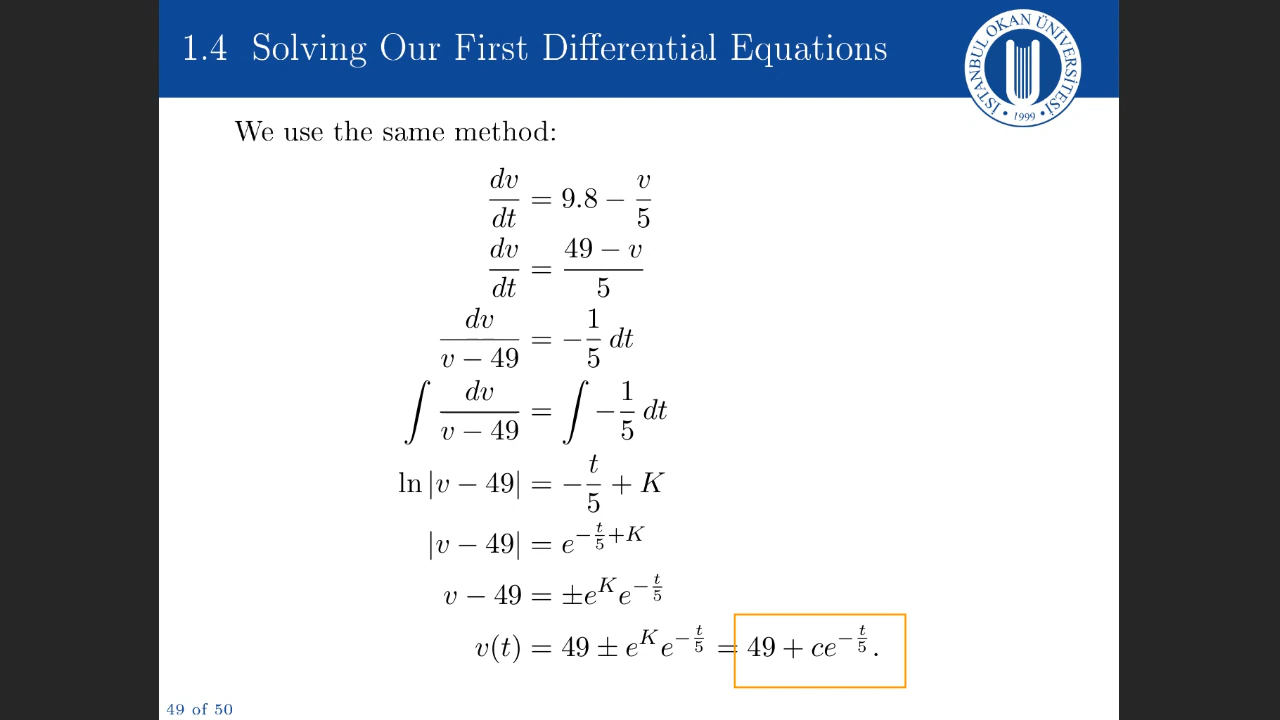 1.4 Solving Our First Differential Equations
İSTANBUL OKAN ÜNİVERSİTESİ
• 1999 •
We use the same method:
dv/dt = 9.8 − v/5
dv/dt = (49 − v)/5
dv/(v − 49) = −1/5 dt
∫ dv/(v − 49) = ∫ −1/5 dt
ln |v − 49| = −t/5 + K
|v − 49| = e^(−t/5 + K)
v − 49 = ±e^K e^(−t/5)
v(t) = 49 ± e^K e^(−t/5) = 49 + ce^(−t/5).
49 of 50